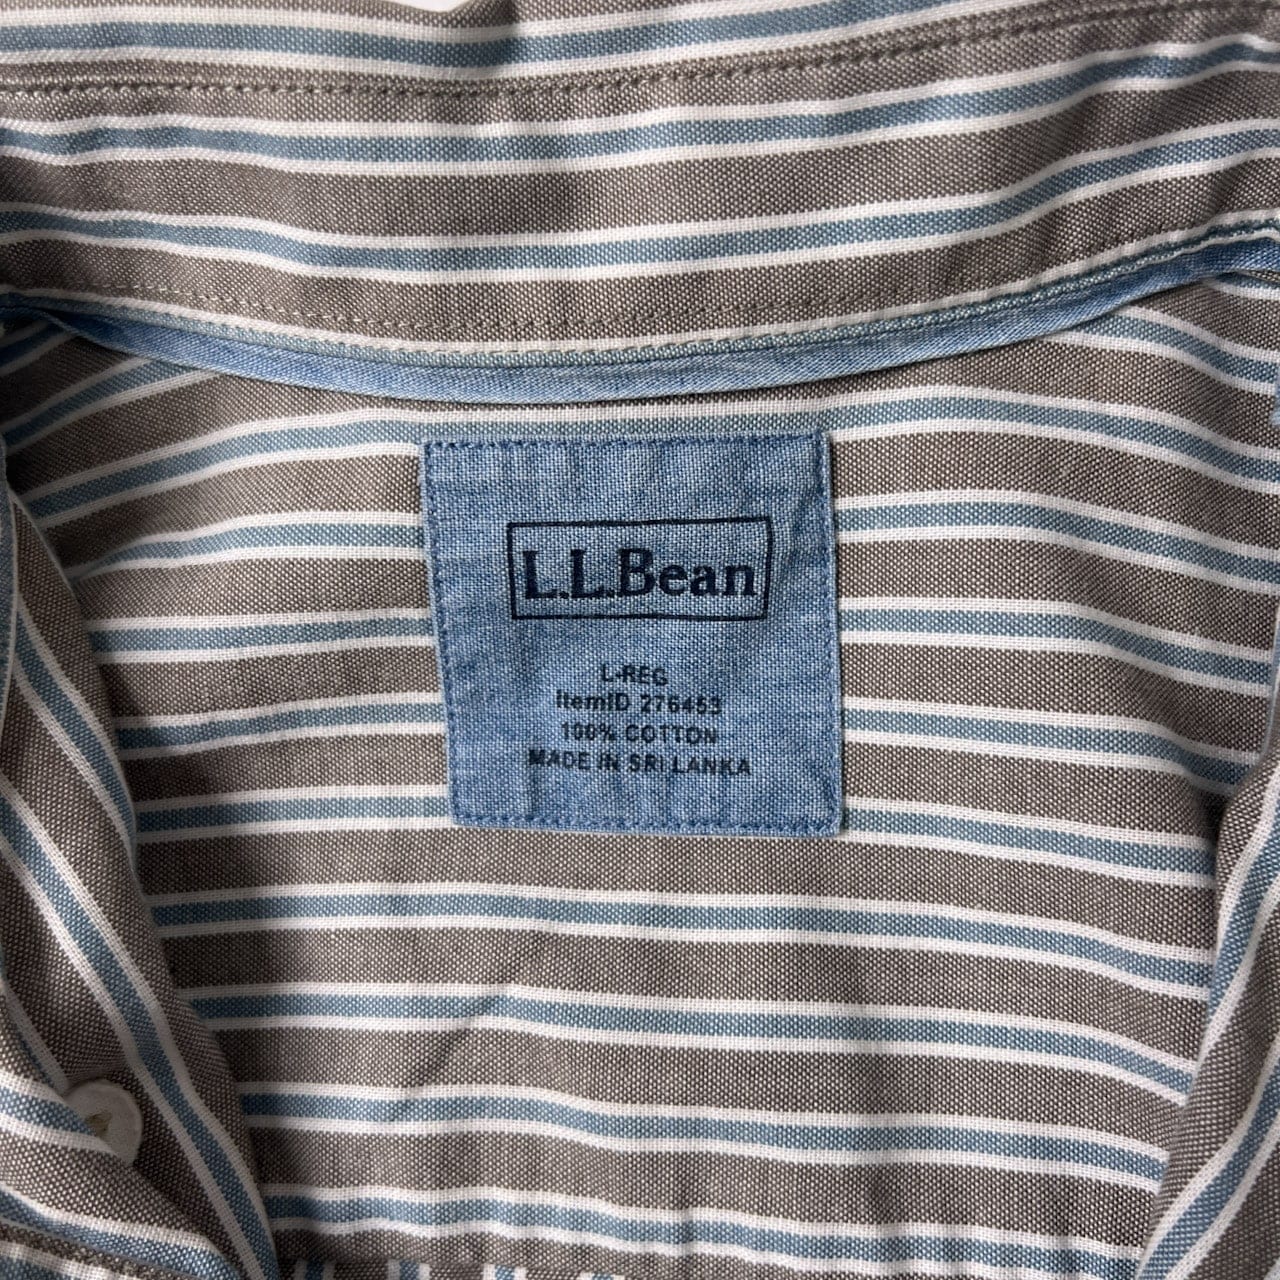 L.L.Bean
L-REG
ItemID 276453
100% COTTON
MADE IN SRI LANKA